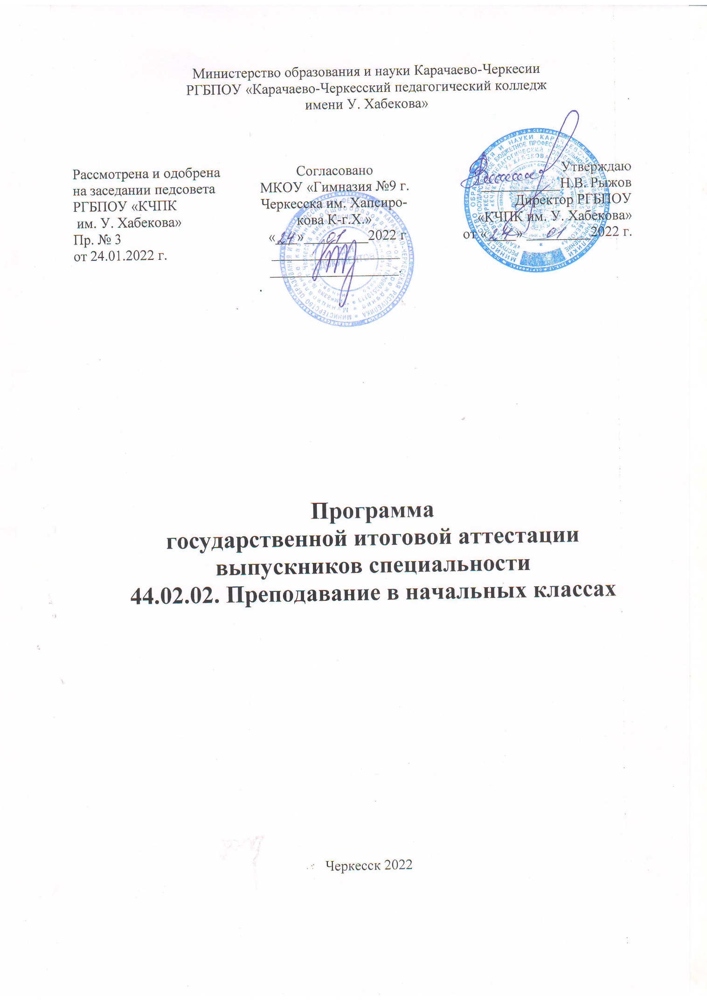 Министерство образования и науки Карачаево-Черкесии
РГБПОУ «Карачаево-Черкесский педагогический колледж
имени У. Хабекова»
Рассмотрена и одобрена
на заседании педсовета
РГБПОУ «КЧПК
им. У. Хабекова»
Пр. № 3
от 24.01.2022 г.
Согласовано
МКОУ «Гимназия №9 г.
Черкесска им. Хапсиро-
кова К-г.Х.»
«24» 01 2022 г
ДОКУМЕНТОВ
Утверждаю
Н.В. Рыжов
Директор РГБПОУ
«КЧПК им. У. Хабекова»
от «24» 01 2022 г.
Программа
государственной итоговой аттестации
выпускников специальности
44.02.02. Преподавание в начальных классах
Черкесск 2022